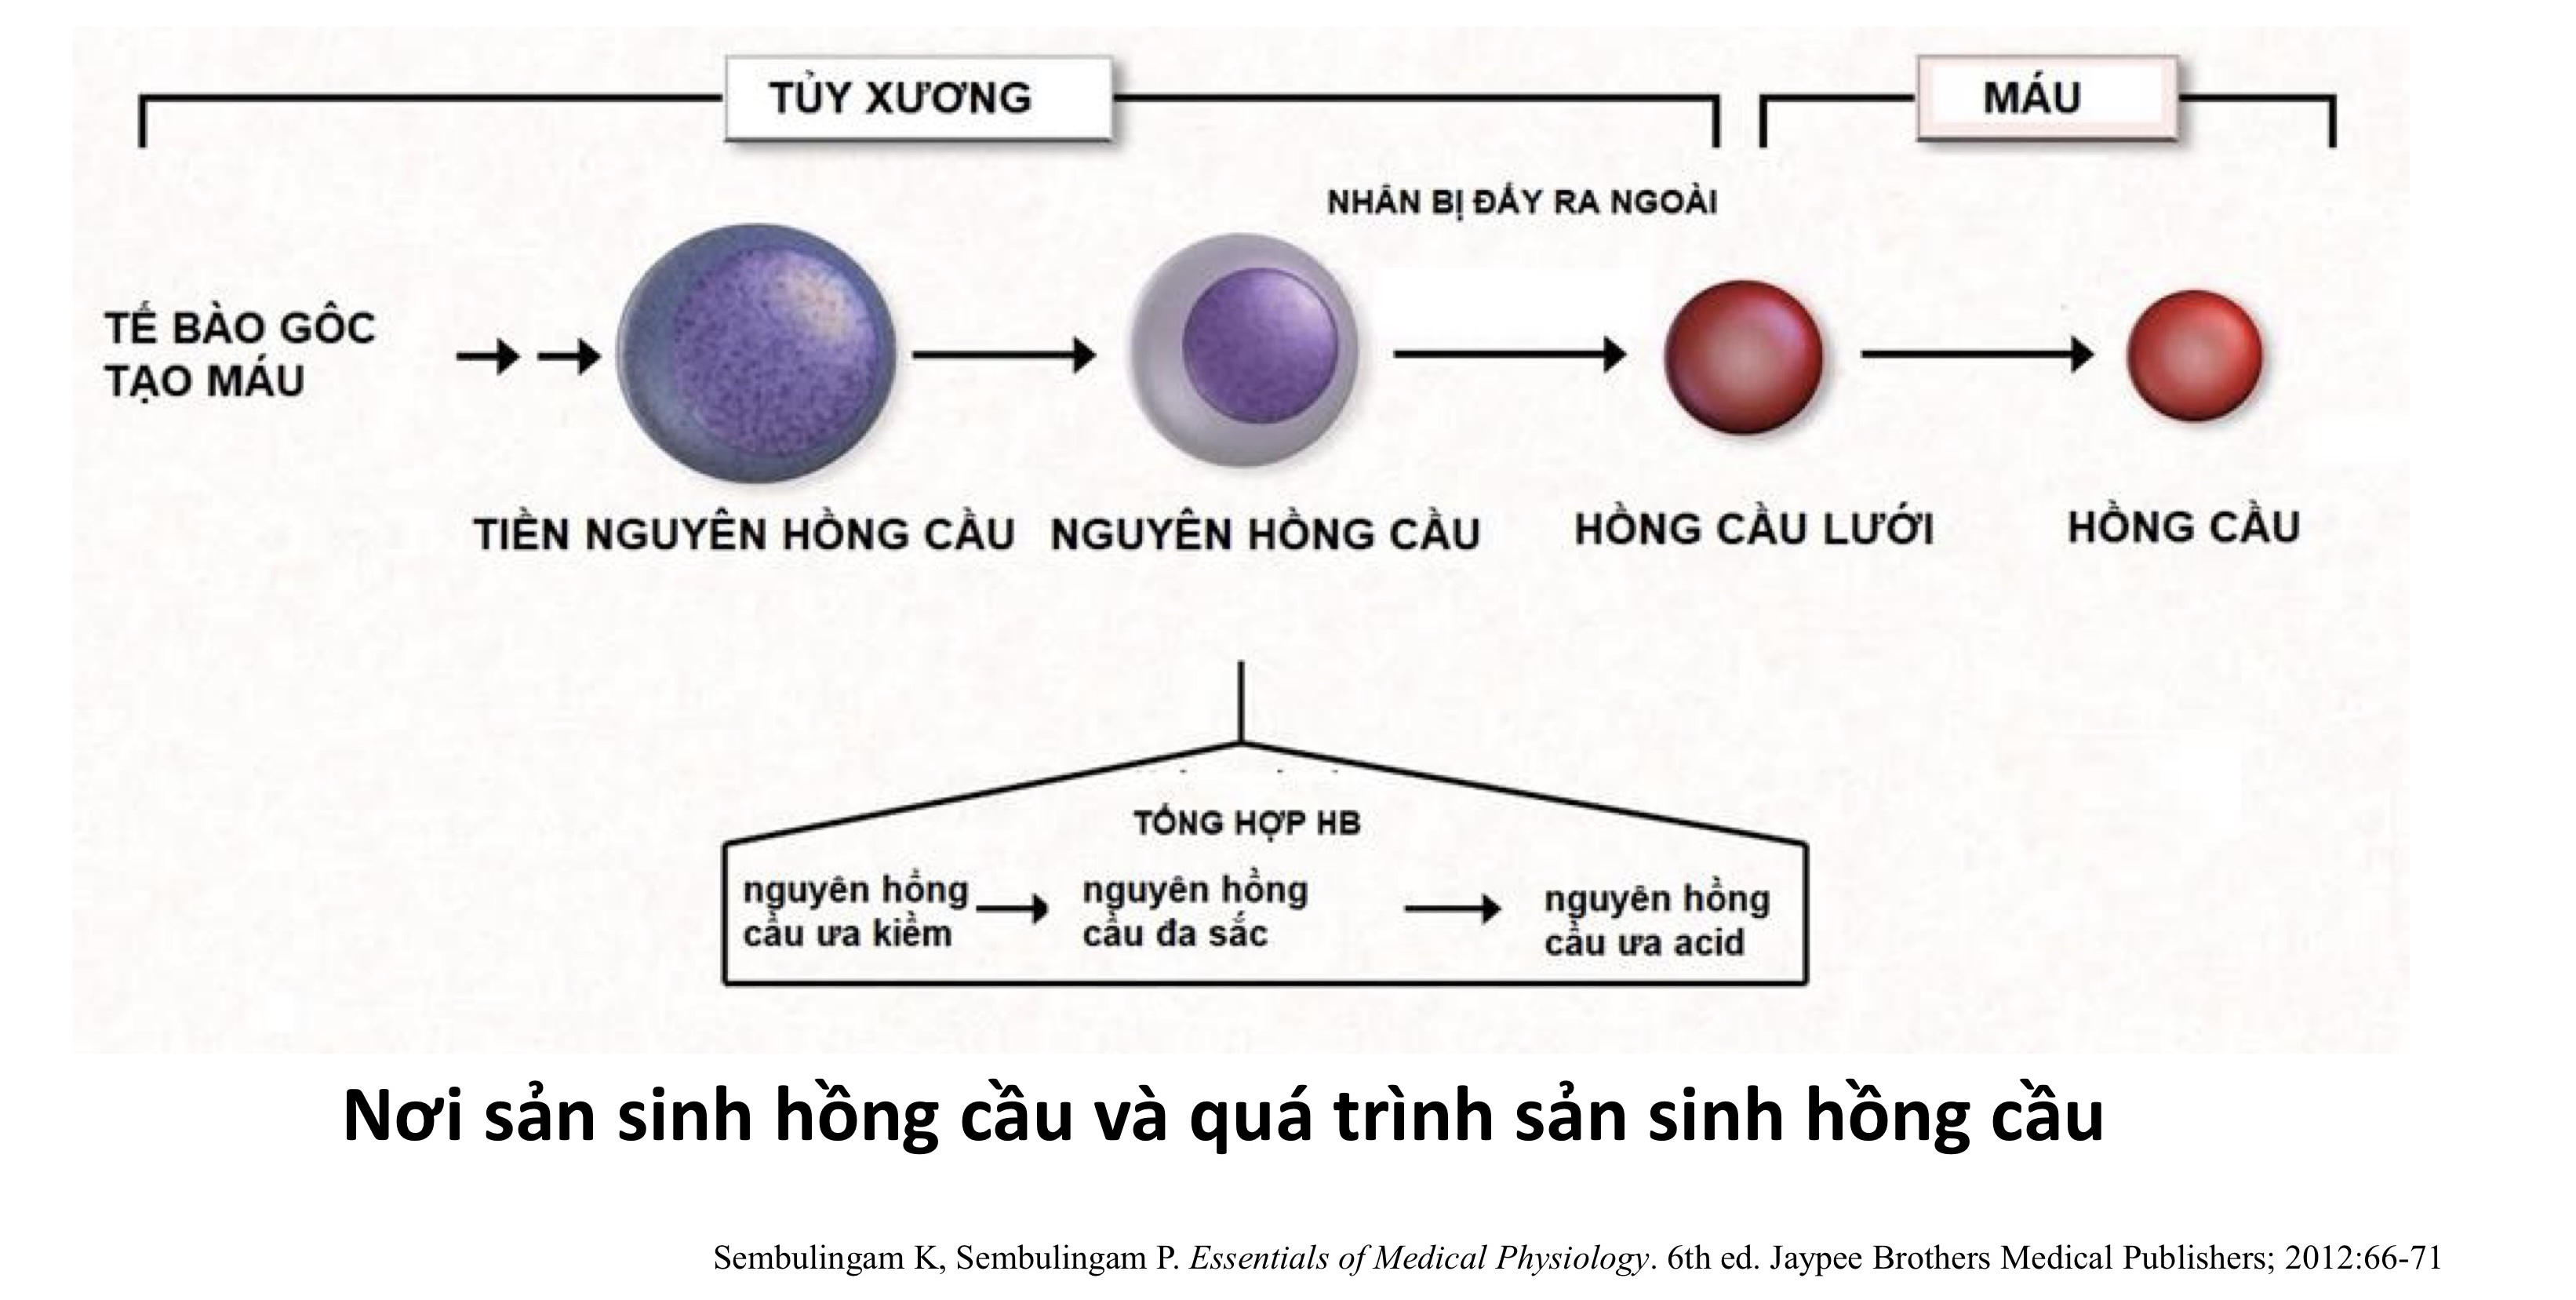 TỦY XƯƠNG
MÁU
NHÂN BỊ ĐẨY RA NGOÀI
TẾ BÀO GỐC
TẠO MÁU
TIỀN NGUYÊN HỒNG CẦU
NGUYÊN HỒNG CẦU
HỒNG CẦU LƯỚI
HỒNG CẦU
TỔNG HỢP HB
nguyên hồng
cầu ưa kiềm
nguyên hồng
cầu đa sắc
nguyên hồng
cầu ưa acid
Nơi sản sinh hồng cầu và quá trình sản sinh hồng cầu
Sembulingam K, Sembulingam P. Essentials of Medical Physiology. 6th ed. Jaypee Brothers Medical Publishers; 2012:66-71